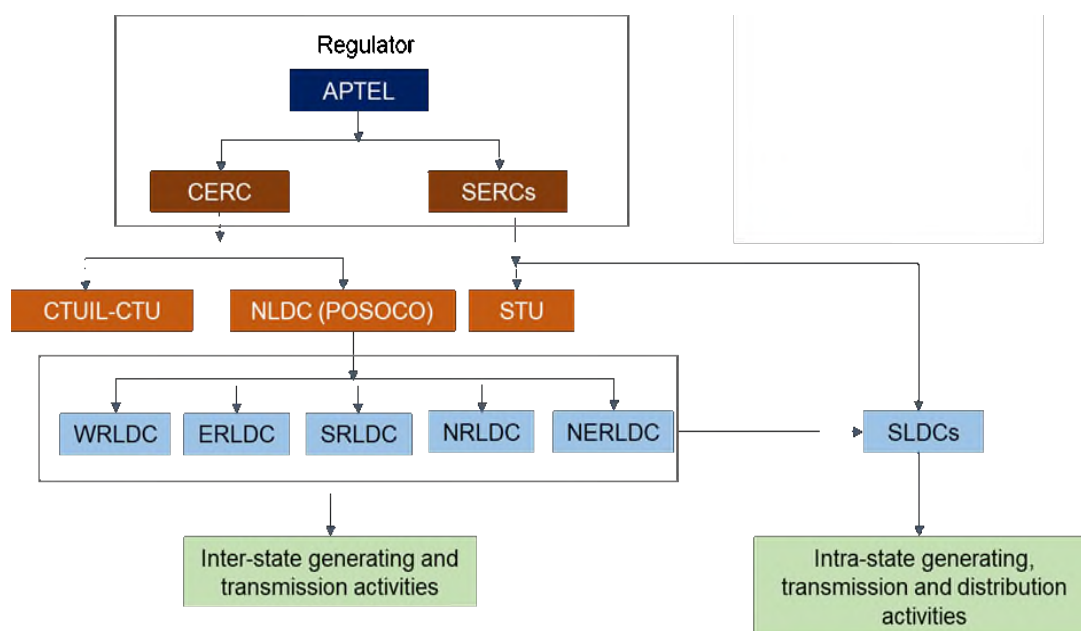 Regulator
APTEL
CERC
SERCs
CTUIL-CTU
NLDC (POSOCO)
STU
WRLDC
ERLDC
SRLDC
NRLDC
NERLDC
SLDCs
Inter-state generating and
transmission activities
Intra-state generating,
transmission and distribution
activities